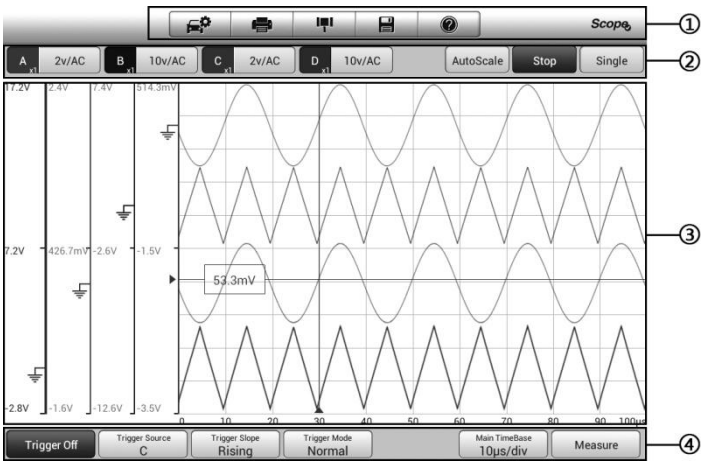 Scope
①
A x1 2v/AC B x1 10v/AC C x1 2v/AC D x1 10v/AC AutoScale Stop Single
②
17.2V 2.4V 7.4V 514.3mV
③
7.2V 426.7mV -2.6V -1.5V
53.3mV
-2.8V -1.6V -12.6V -3.5V
0 10 20 30 40 50 60 70 80 90 100µs
Trigger Off
Trigger Source
C
Trigger Slope
Rising
Trigger Mode
Normal
Main TimeBase
10µs/div
Measure
④